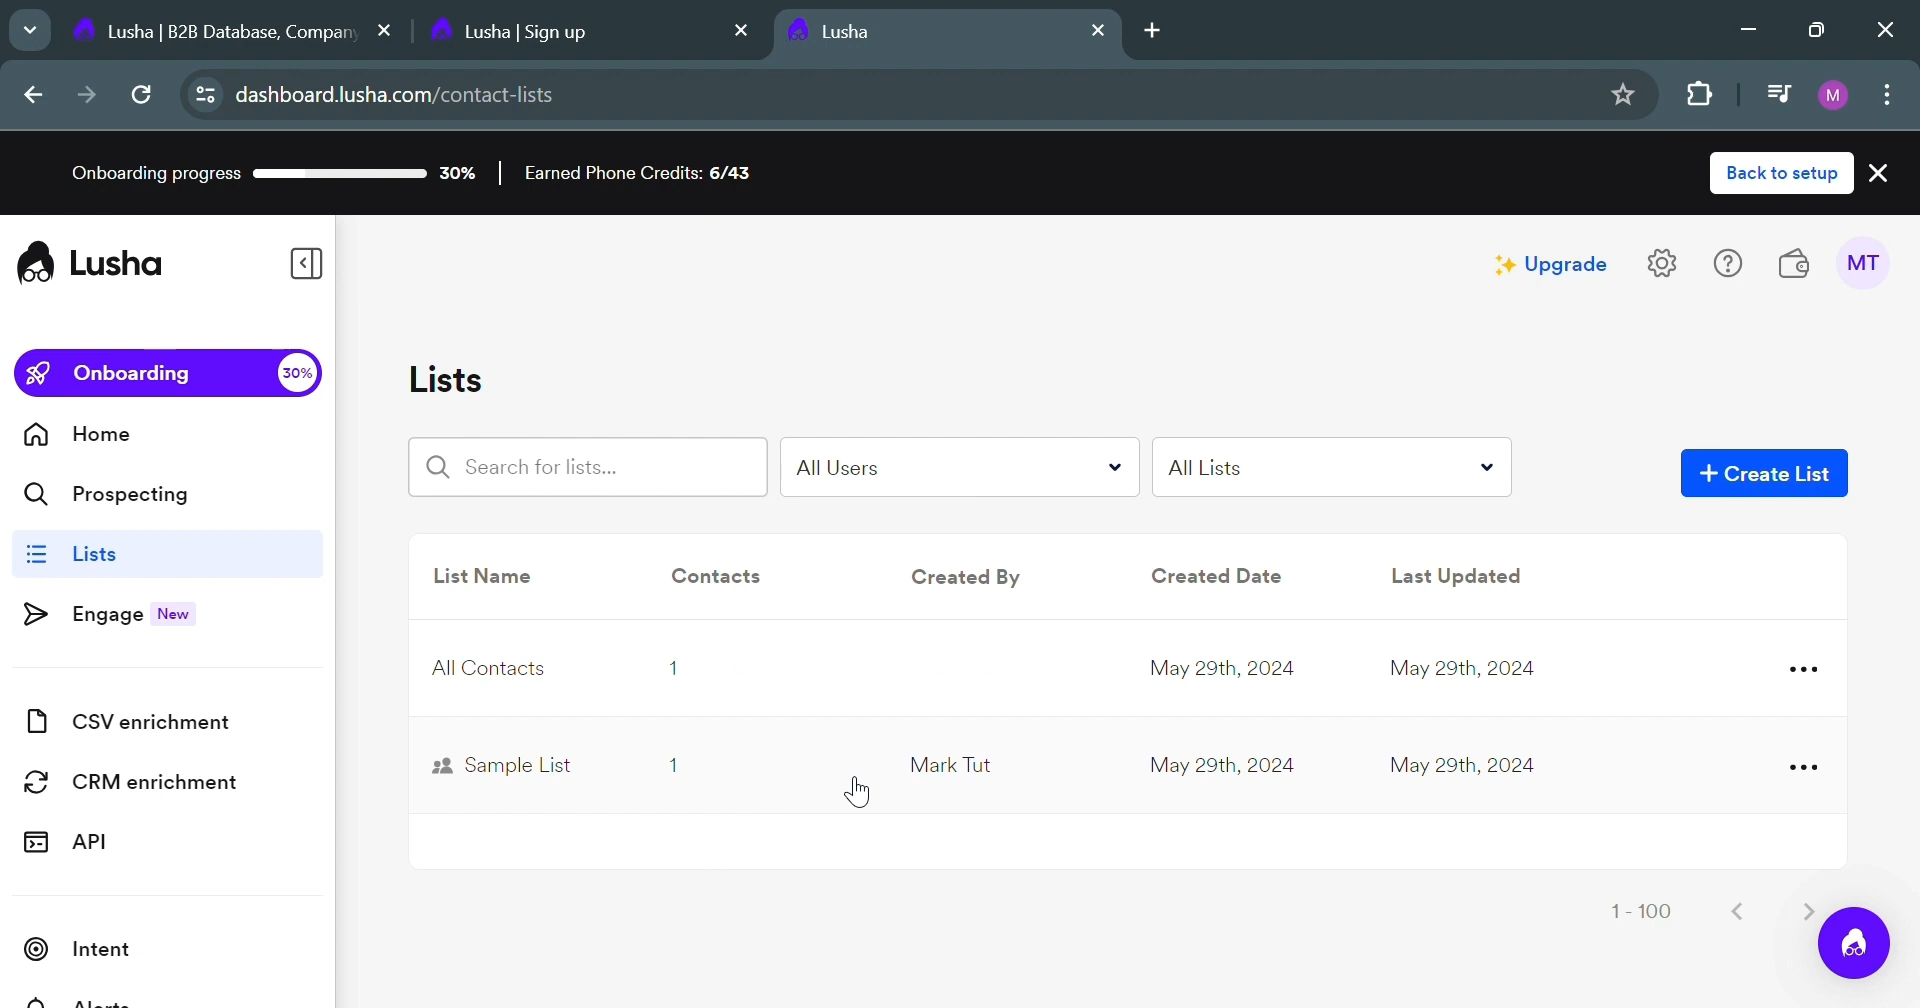 Lusha | B2B Database, Company
Lusha | Sign up
Lusha
dashboard.lusha.com/contact-lists
M
Onboarding progress 30% Earned Phone Credits: 6/43
Back to setup
Lusha
Upgrade
MT
Onboarding 30%
Home
Prospecting
Lists
Engage New
CSV enrichment
CRM enrichment
API
Intent
Alerts
Lists
Search for lists...
All Users
All Lists
+ Create List
List Name Contacts Created By Created Date Last Updated
All Contacts 1 May 29th, 2024 May 29th, 2024
Sample List 1 Mark Tut May 29th, 2024 May 29th, 2024
1 - 100